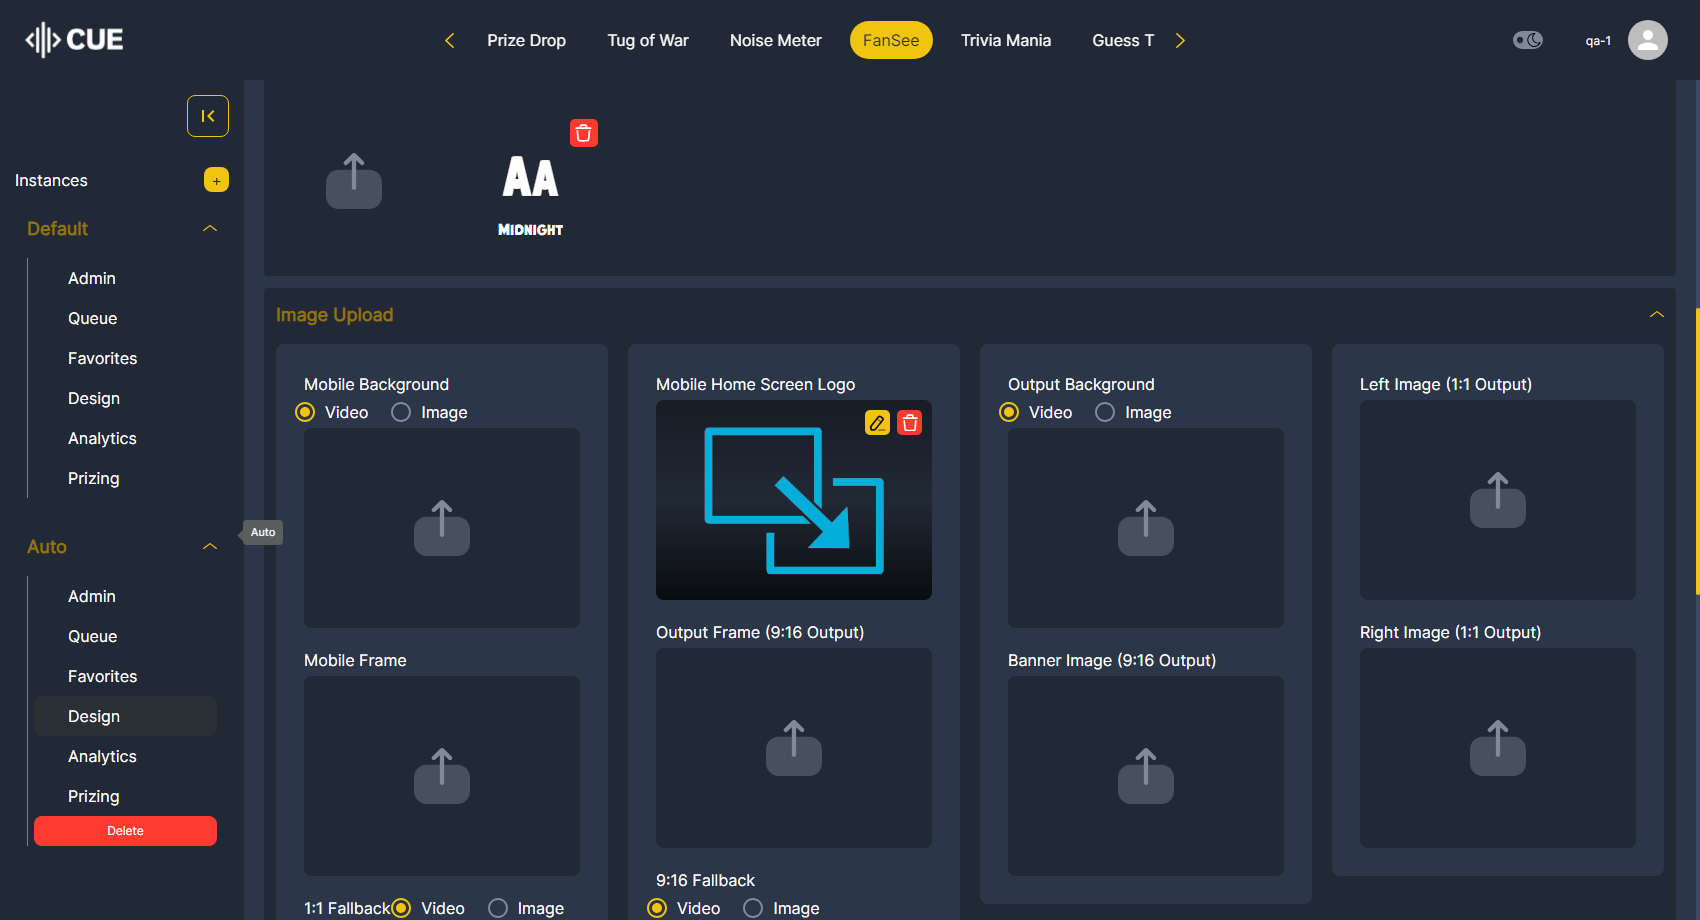 CUE
Prize Drop
Tug of War
Noise Meter
FanSee
Trivia Mania
Guess T
qa-1
Instances
+
Default
Admin
Queue
Favorites
Design
Analytics
Prizing
Auto
Auto
Admin
Queue
Favorites
Design
Analytics
Prizing
Delete
AA
MIDNIGHT
Image Upload
Mobile Background
Video
Image
Mobile Frame
1:1 Fallback
Video
Image
Mobile Home Screen Logo
Output Frame (9:16 Output)
9:16 Fallback
Video
Image
Output Background
Video
Image
Banner Image (9:16 Output)
Left Image (1:1 Output)
Right Image (1:1 Output)